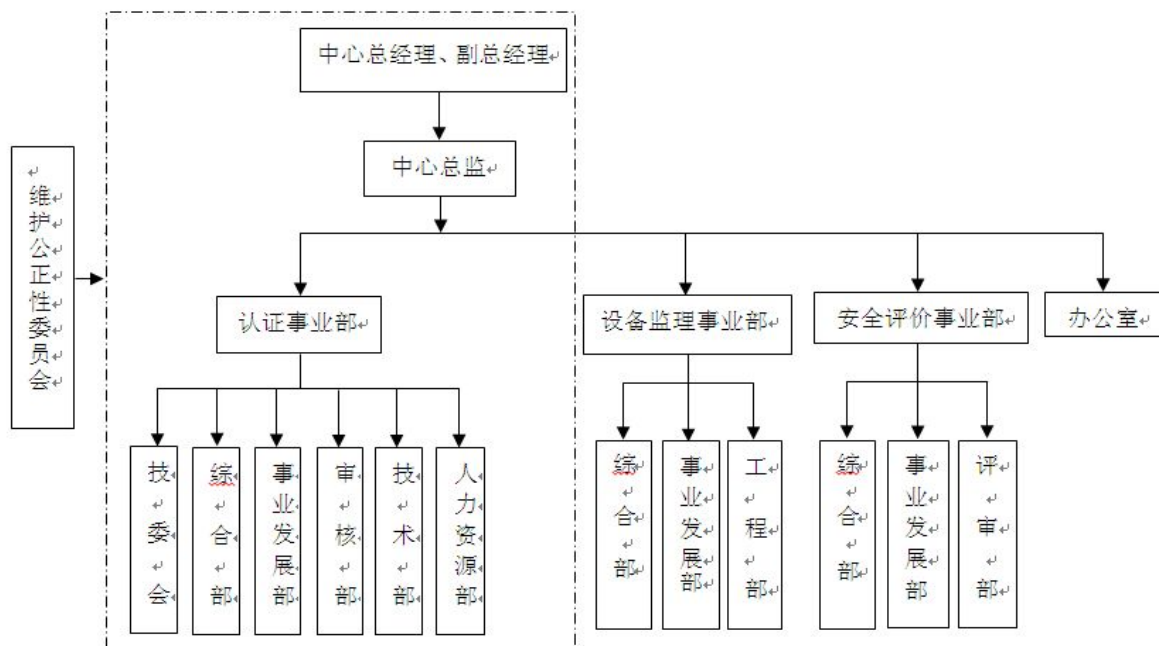 中心总经理、副总经理
中心总监
维护公正性委员会
认证事业部
设备监理事业部
安全评价事业部
办公室
技委会
综合部
事业发展部
审核部
技术部
人力资源部
综合部
事业发展部
工程部
综合部
事业发展部
评审部